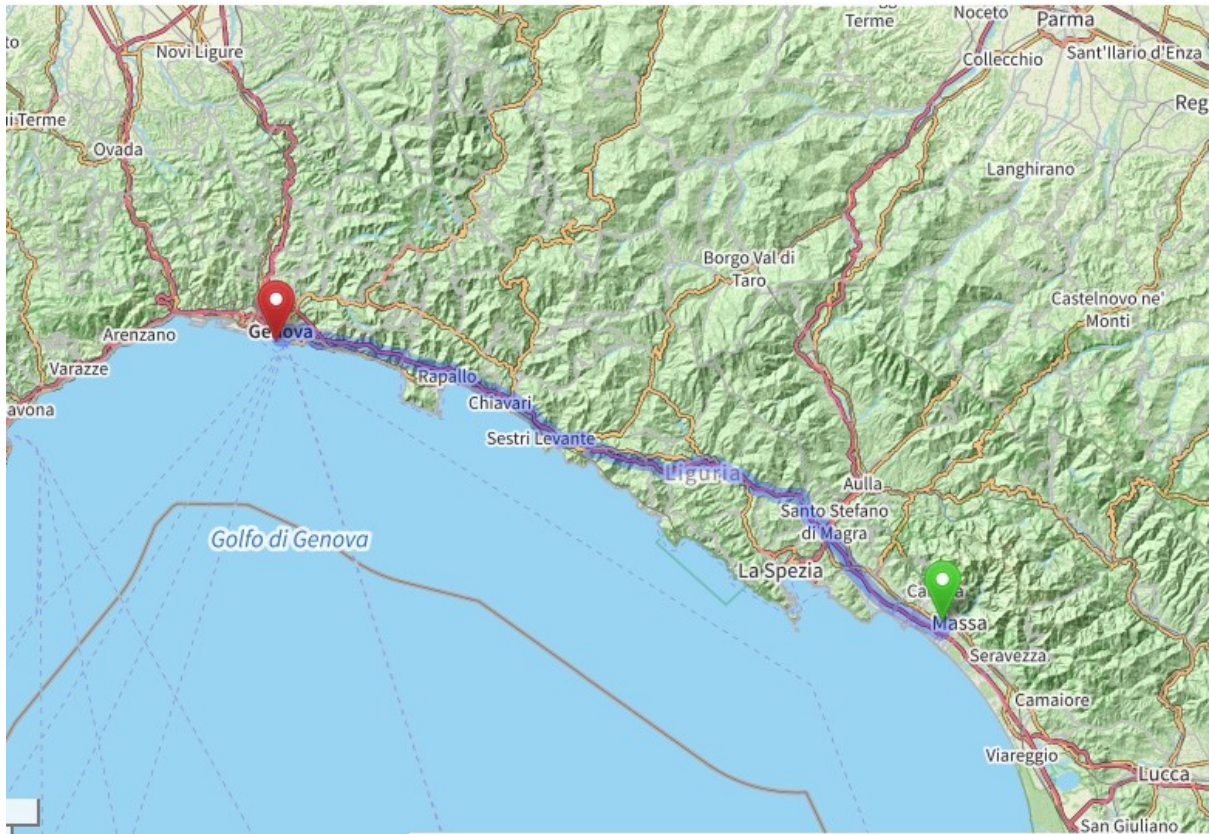 Terme
Noceto
Parma
to
Novi Ligure
Collecchio
Sant'Ilario d'Enza
Reg
ui Terme
Ovada
Langhirano
Borgo Val di
Taro
Castelnovo ne'
Monti
Arenzano
Genova
Varazze
Rapallo
Chiavari
avona
Sestri Levante
Liguria
Aulla
Santo Stefano
di Magra
Golfo di Genova
La Spezia
Massa
Seravezza
Camaiore
Viareggio
Lucca
San Giuliano